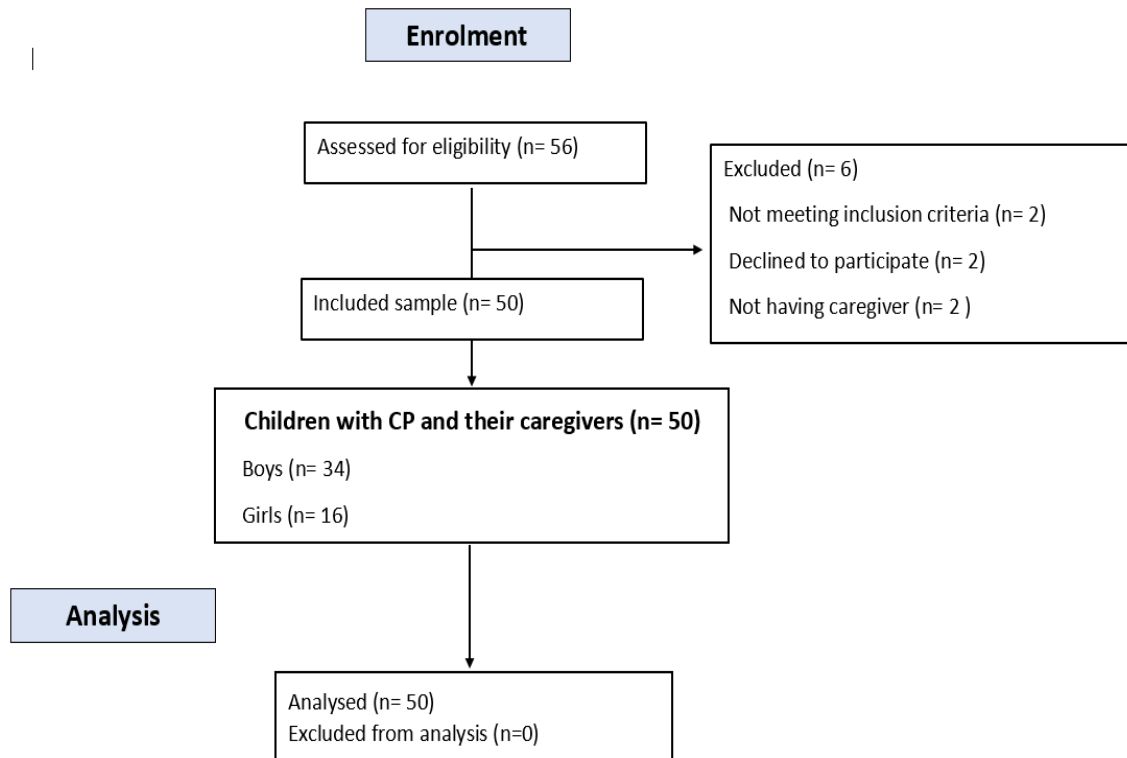 Enrolment
Assessed for eligibility (n= 56)
Excluded (n= 6)
Not meeting inclusion criteria (n= 2)
Declined to participate (n= 2)
Not having caregiver (n= 2 )
Included sample (n= 50)
Children with CP and their caregivers (n= 50)
Boys (n= 34)
Girls (n= 16)
Analysis
Analysed (n= 50)
Excluded from analysis (n=0)